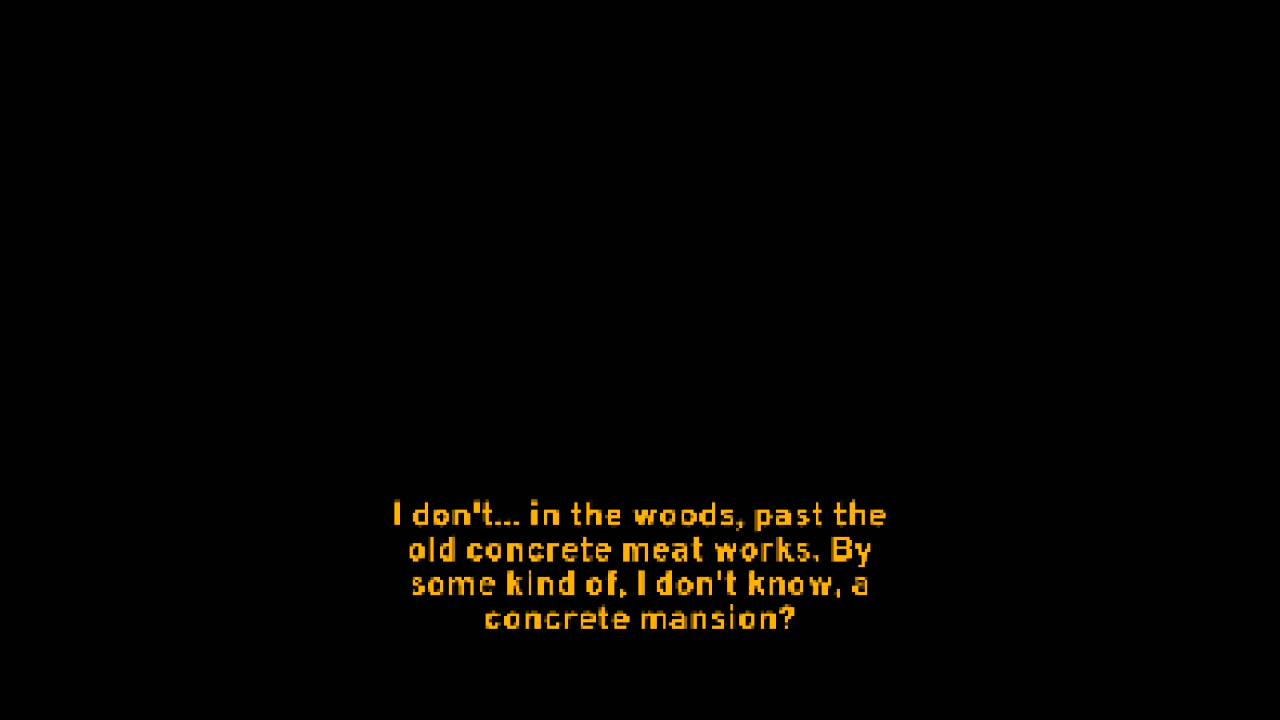 I don't... in the woods, past the
old concrete meat works. By
some kind of, I don't know, a
concrete mansion?